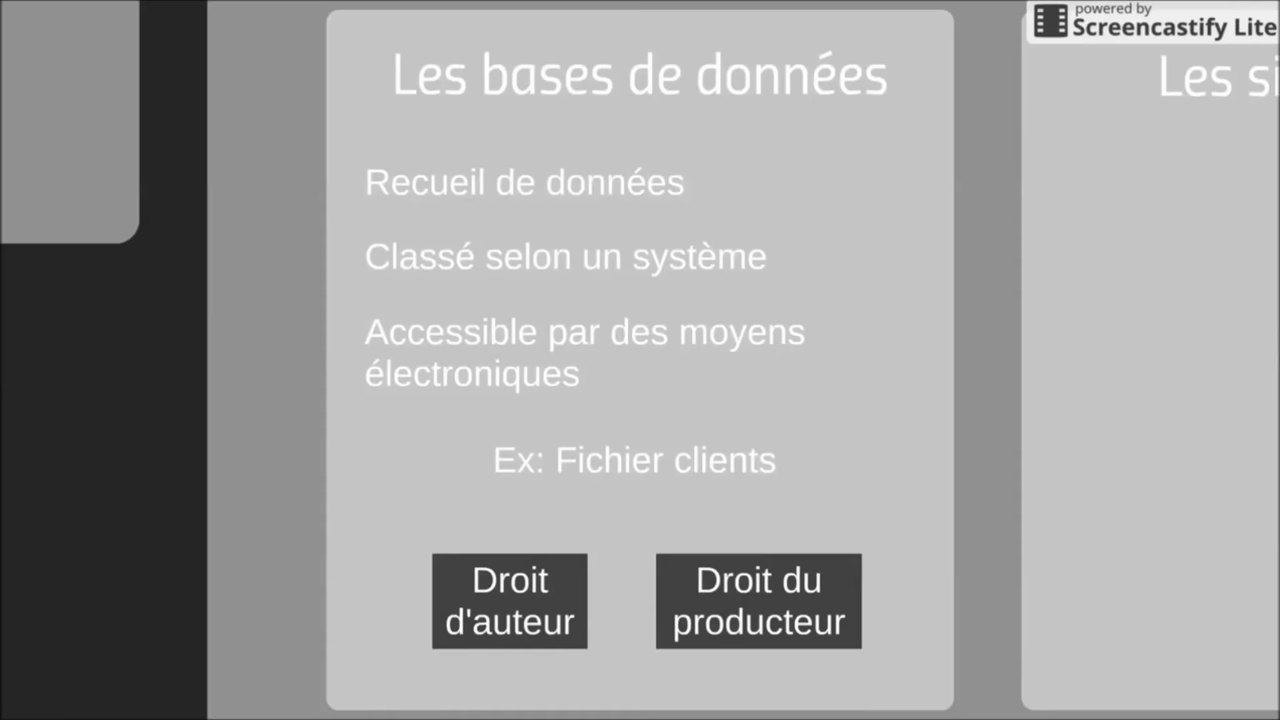 powered by
Screencastify Lite
Les bases de données
Recueil de données
Classé selon un système
Accessible par des moyens
électroniques
Ex: Fichier clients
Droit
d'auteur
Droit du
producteur
Les